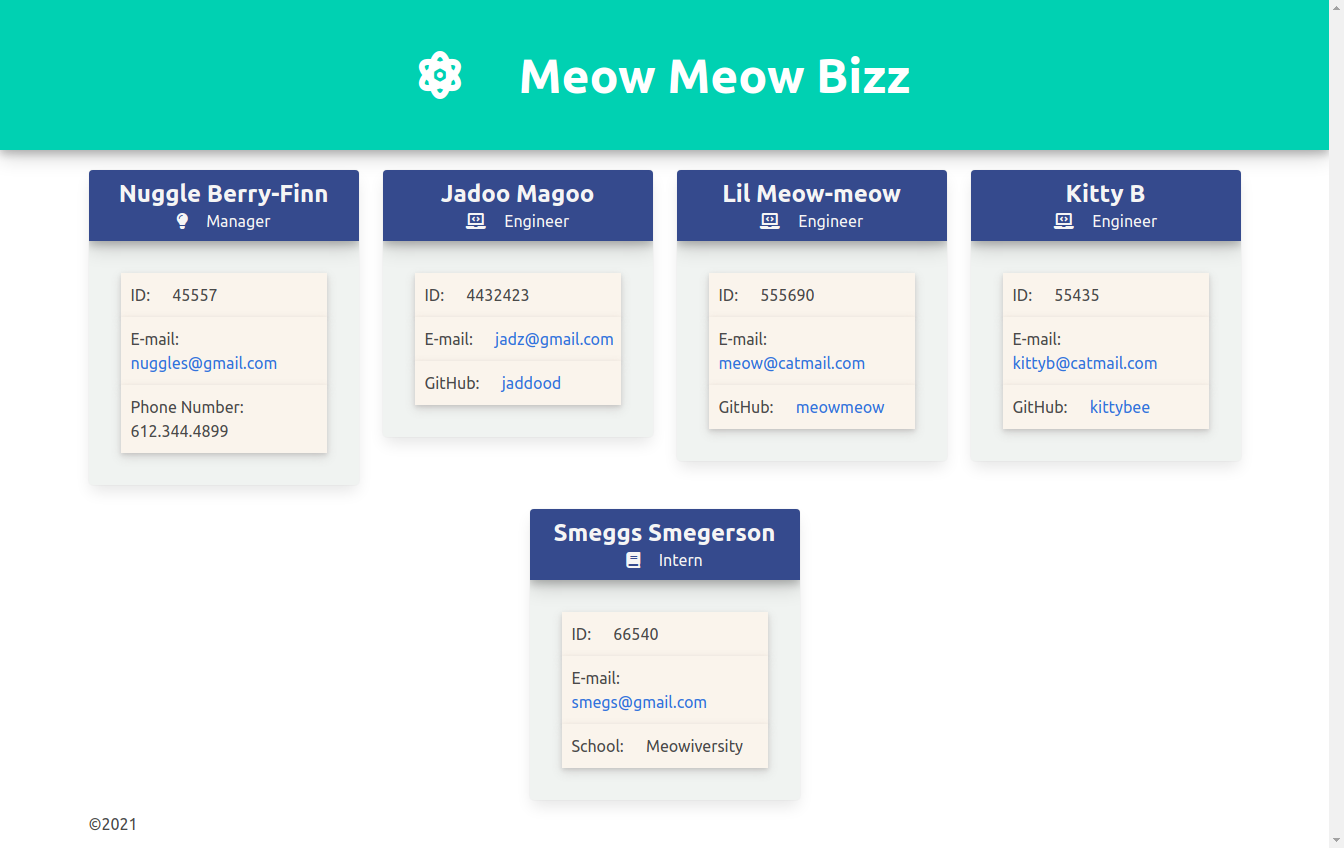 Meow Meow Bizz
Nuggle Berry-Finn
Manager
ID: 45557
E-mail:
nuggles@gmail.com
Phone Number:
612.344.4899
Jadoo Magoo
Engineer
ID: 4432423
E-mail: jadz@gmail.com
GitHub: jaddood
Lil Meow-meow
Engineer
ID: 555690
E-mail:
meow@catmail.com
GitHub: meowmeow
Kitty B
Engineer
ID: 55435
E-mail:
kittyb@catmail.com
GitHub: kittybee
Smeggs Smegerson
Intern
ID: 66540
E-mail:
smegs@gmail.com
School: Meowiversity
©2021